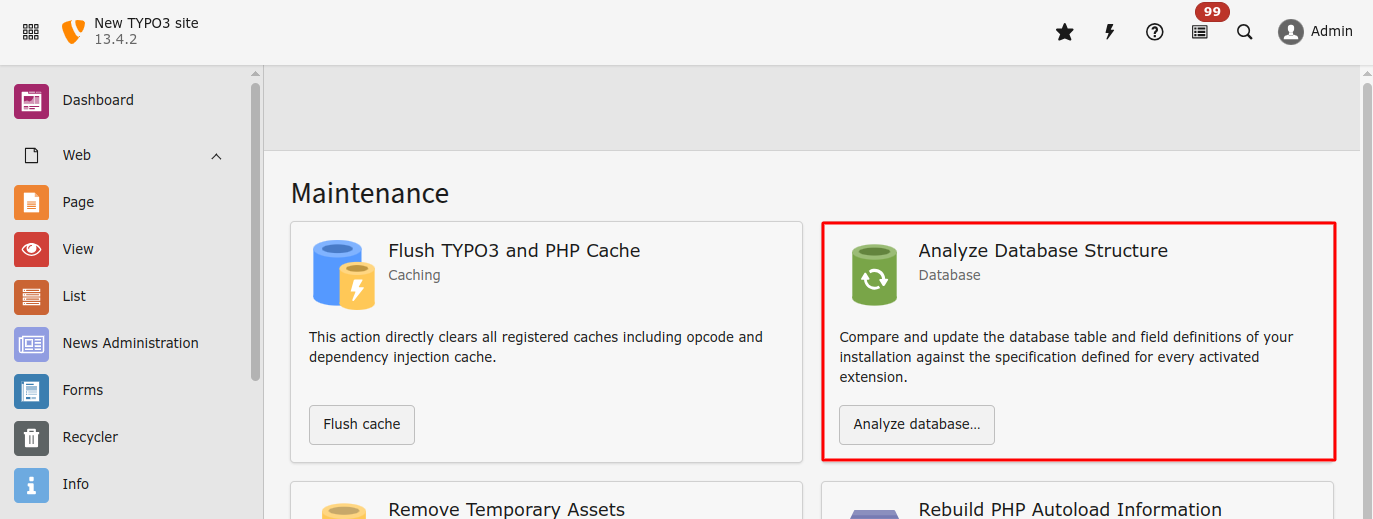 New TYPO3 site
13.4.2
99
Admin
Dashboard
Web
Page
View
List
News Administration
Forms
Recycler
Info
Maintenance
Flush TYPO3 and PHP Cache
Caching
This action directly clears all registered caches including opcode and
dependency injection cache.
Flush cache
Analyze Database Structure
Database
Compare and update the database table and field definitions of your
installation against the specification defined for every activated
extension.
Analyze database…
Remove Temporary Assets
Rebuild PHP Autoload Information